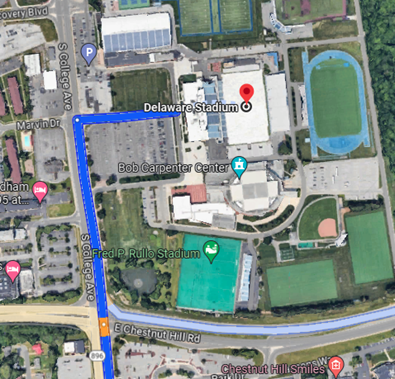 covery Blvd
S College Ave
P
Delaware Stadium
Marvin Dr
Bob Carpenter Center
dham
95 at...
Fred P. Rullo Stadium
S College Ave
E Chestnut Hill Rd
896
Chestnut Hill Smiles